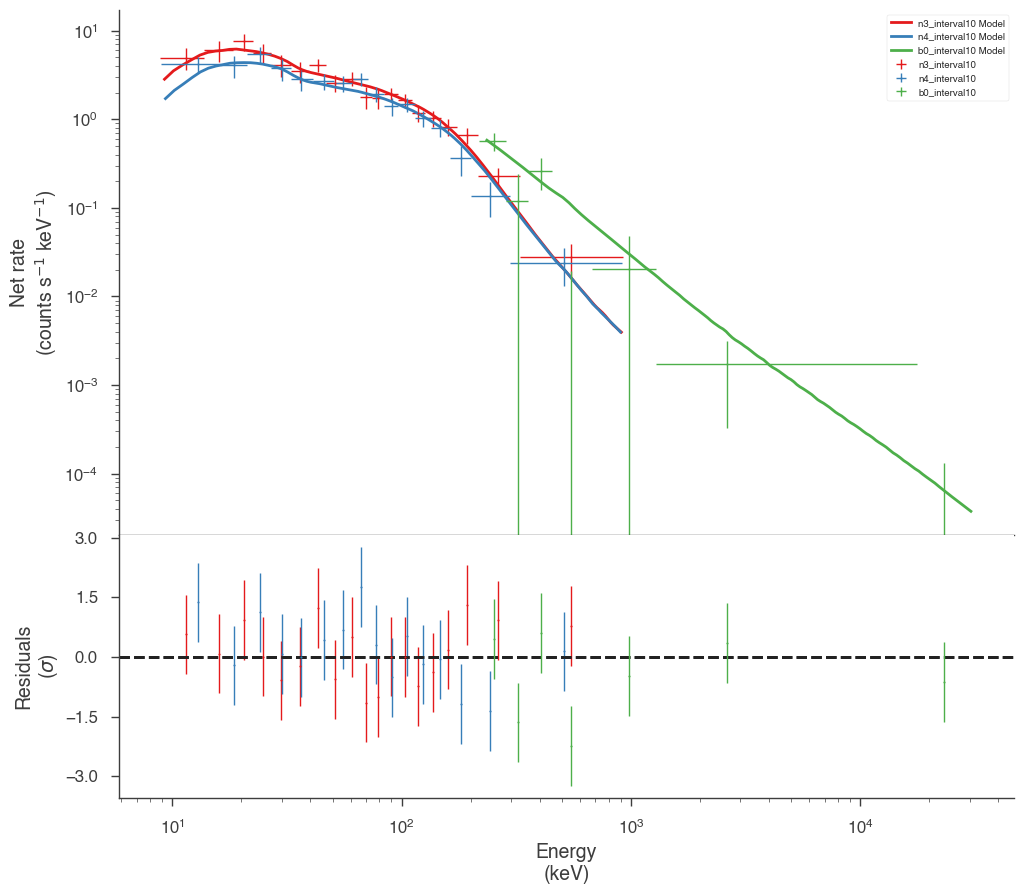 n3_interval10 Model
n4_interval10 Model
b0_interval10 Model
n3_interval10
n4_interval10
b0_interval10
10¹
10⁰
10⁻¹
10⁻²
10⁻³
10⁻⁴
Net rate
(counts s⁻¹ keV⁻¹)
3.0
1.5
0.0
−1.5
−3.0
Residuals
(σ)
10¹ 10² 10³ 10⁴
Energy
(keV)